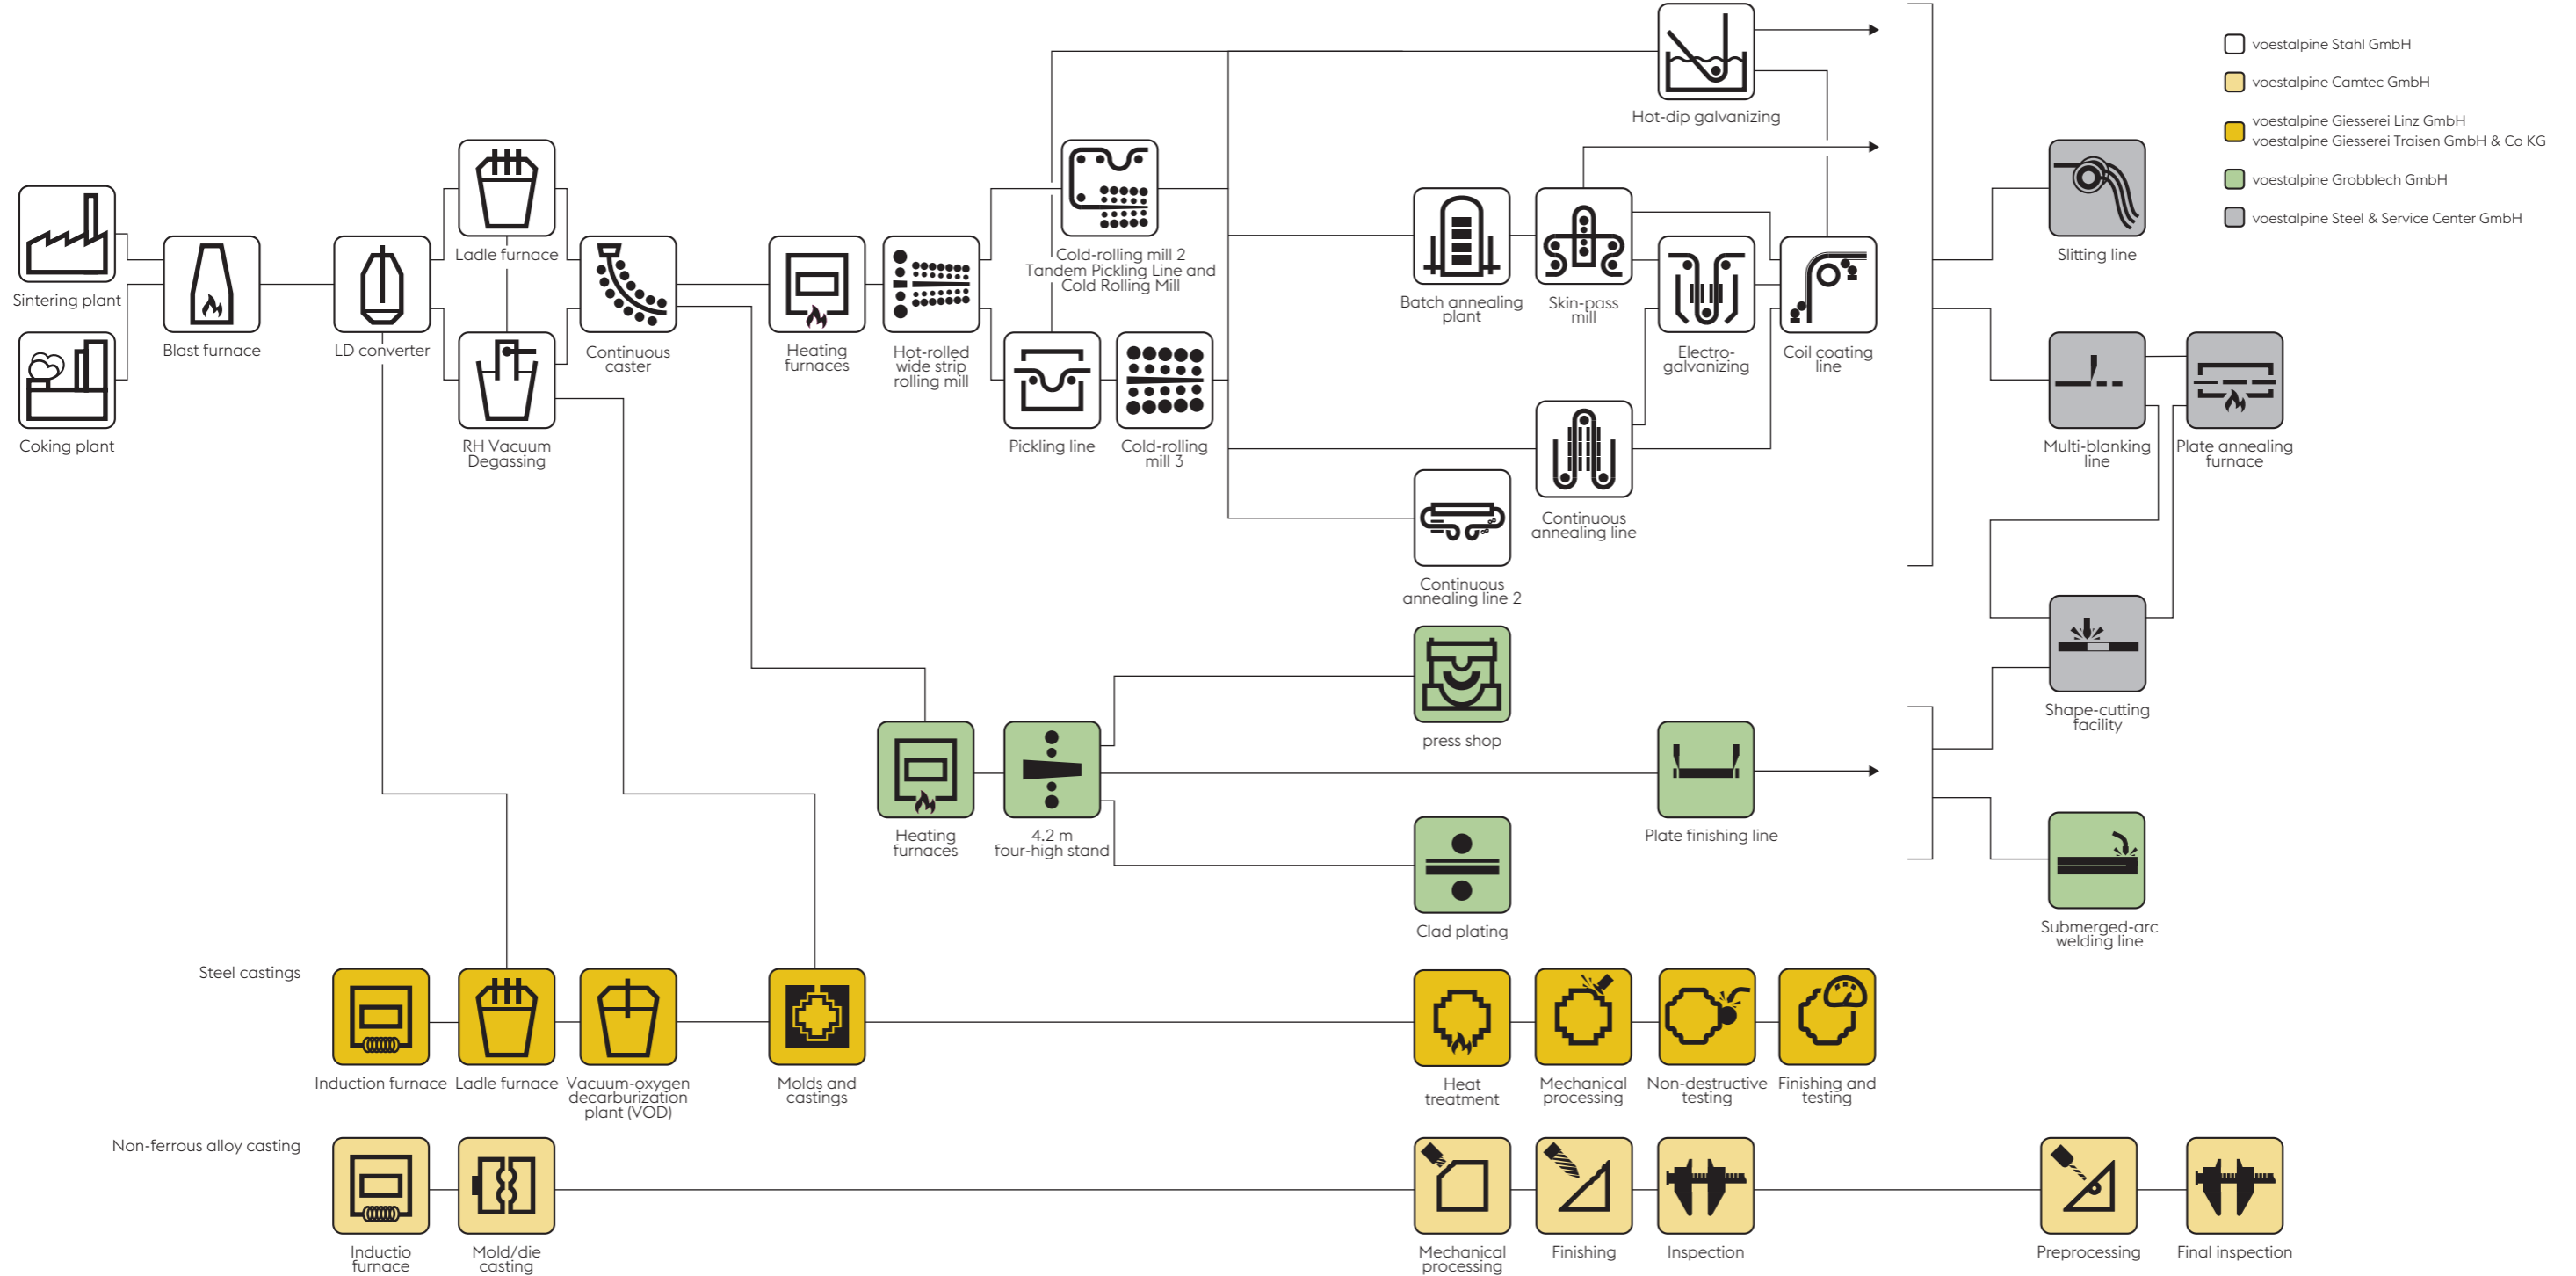 voestalpine Stahl GmbH
voestalpine Camtec GmbH
voestalpine Giesserei Linz GmbH
voestalpine Giesserei Traisen GmbH & Co KG
voestalpine Grobblech GmbH
voestalpine Steel & Service Center GmbH
Hot-dip galvanizing
Sintering plant
Coking plant
Blast furnace
LD converter
Ladle furnace
RH Vacuum
Degassing
Continuous
caster
Heating
furnaces
Hot-rolled
wide strip
rolling mill
Cold-rolling mill 2
Tandem Pickling Line and
Cold Rolling Mill
Pickling line
Cold-rolling
mill 3
Batch annealing
plant
Skin-pass
mill
Electro-
galvanizing
Coil coating
line
Continuous
annealing line
Continuous
annealing line 2
Slitting line
Multi-blanking
line
Plate annealing
furnace
Shape-cutting
facility
press shop
Heating
furnaces
4.2 m
four-high stand
Plate finishing line
Clad plating
Submerged-arc
welding line
Steel castings
Induction furnace
Ladle furnace
Vacuum-oxygen
decarburization
plant (VOD)
Molds and
castings
Heat
treatment
Mechanical
processing
Non-destructive
testing
Finishing and
testing
Non-ferrous alloy casting
Inductio
furnace
Mold/die
casting
Mechanical
processing
Finishing
Inspection
Preprocessing
Final inspection